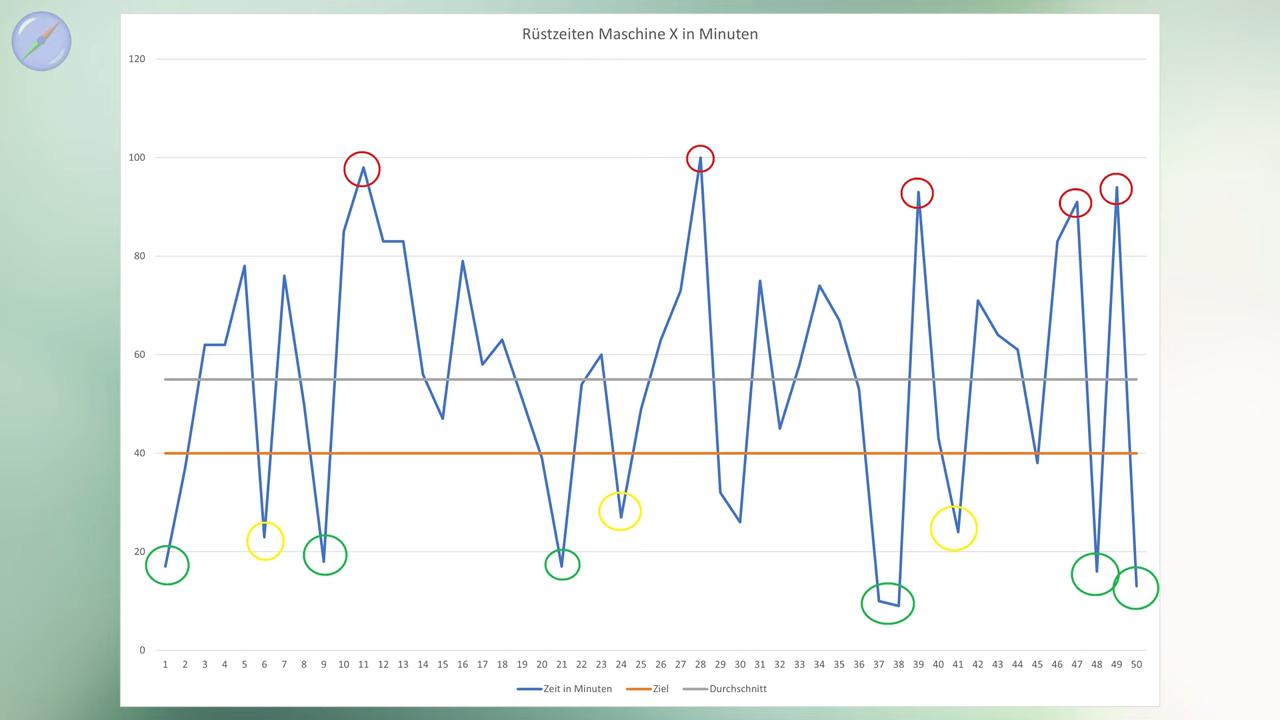 Rüstzeiten Maschine X in Minuten
120
100
80
60
40
20
0
1 2 3 4 5 6 7 8 9 10 11 12 13 14 15 16 17 18 19 20 21 22 23 24 25 26 27 28 29 30 31 32 33 34 35 36 37 38 39 40 41 42 43 44 45 46 47 48 49 50
Zeit in Minuten Ziel Durchschnitt